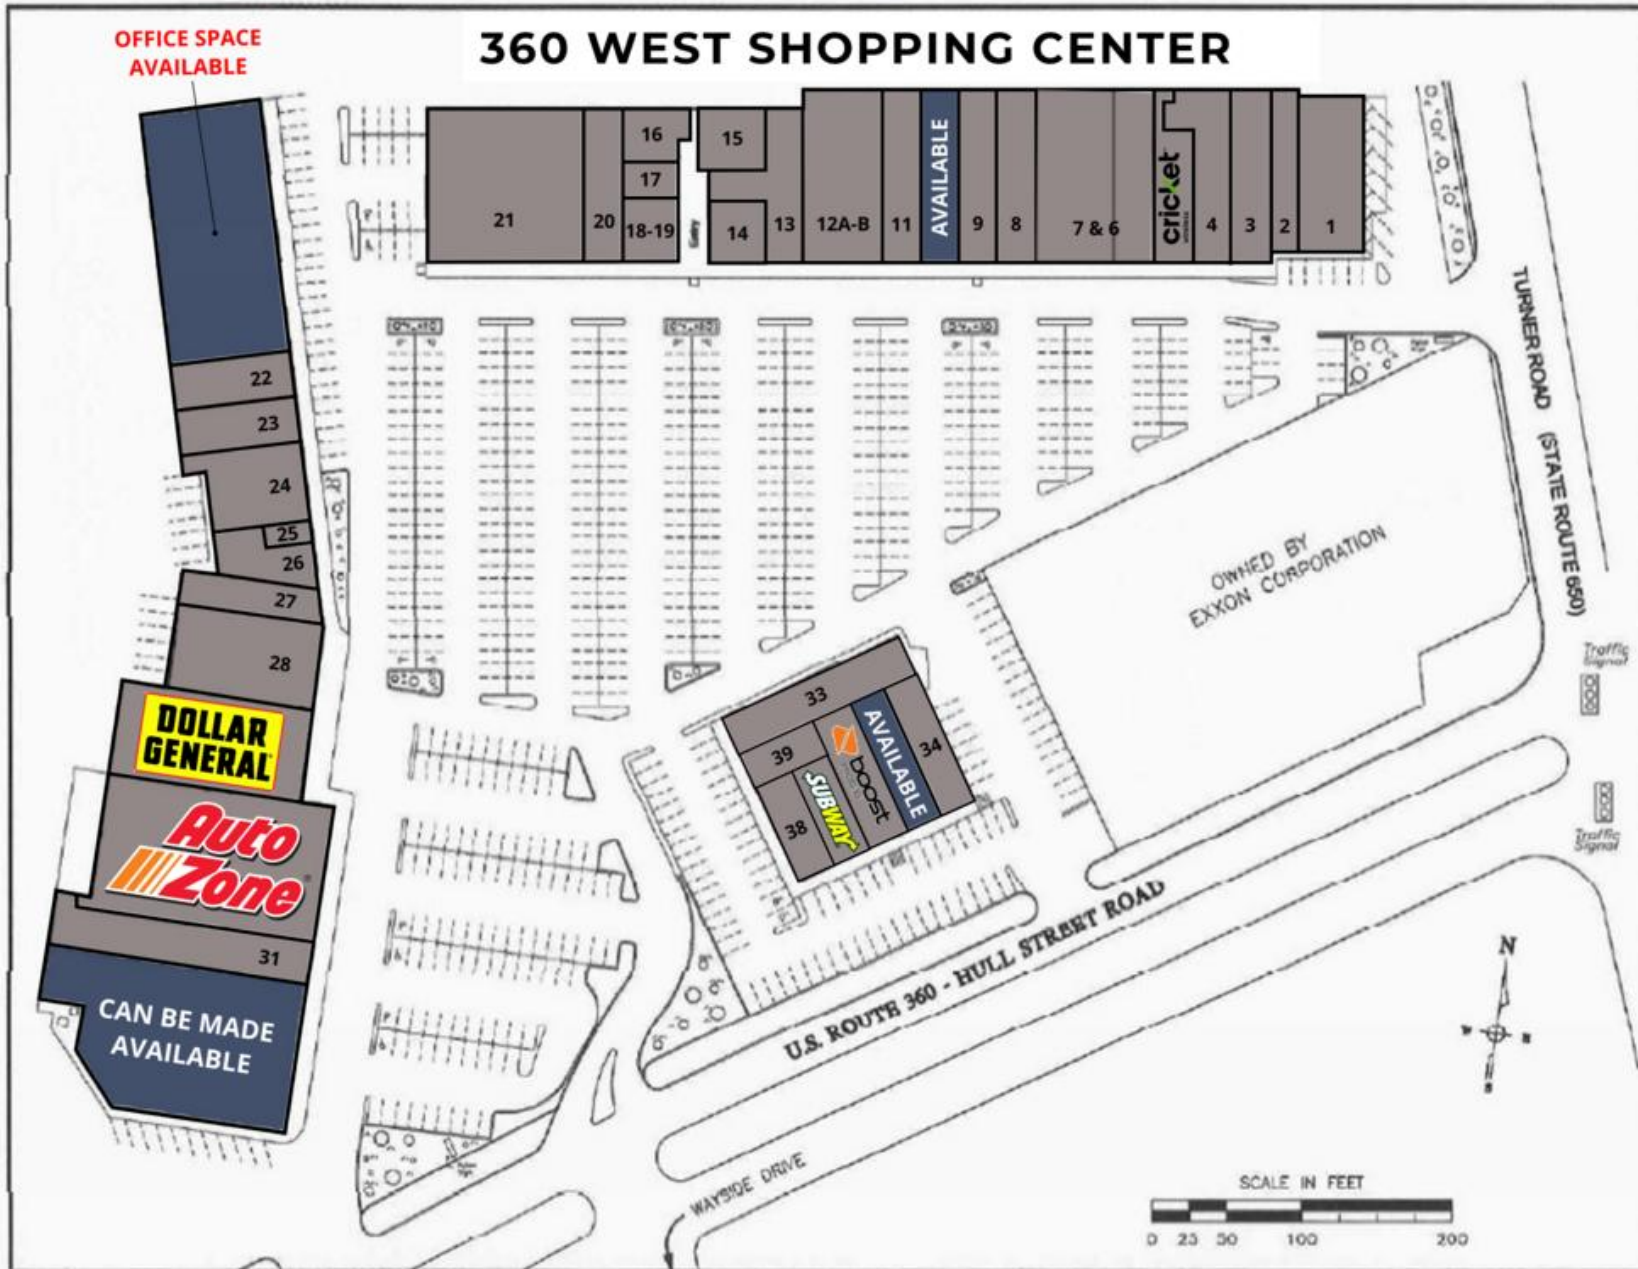 360 WEST SHOPPING CENTER
OFFICE SPACE
AVAILABLE
21
20
16
17
18-19
Entry
15
14
13
12A-B
11
AVAILABLE
9
8
7 & 6
cricket
4
3
2
1
22
23
24
25
26
27
28
DOLLAR
GENERAL
Auto
Zone
31
CAN BE MADE
AVAILABLE
33
39
boost
AVAILABLE
34
38
SUBWAY
OWNED BY
EXXON CORPORATION
TURNER ROAD (STATE ROUTE 650)
Traffic
Signal
Traffic
Signal
U.S. ROUTE 360 - HULL STREET ROAD
WAYSIDE DRIVE
N
S
SCALE IN FEET
0 25 50 100 200